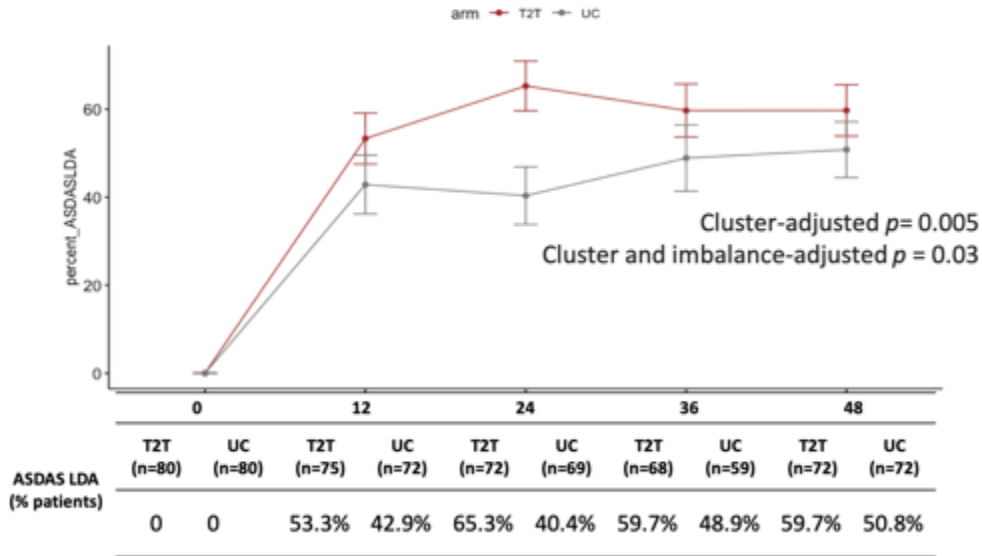 arm T2T UC
percent_ASDASLDA
60
40
20
0
Cluster-adjusted p= 0.005
Cluster and imbalance-adjusted p = 0.03
0 12 24 36 48
T2T UC T2T UC T2T UC T2T UC T2T UC
(n=80) (n=80) (n=75) (n=72) (n=72) (n=69) (n=68) (n=59) (n=72) (n=72)
ASDAS LDA
(% patients)
0 0 53.3% 42.9% 65.3% 40.4% 59.7% 48.9% 59.7% 50.8%